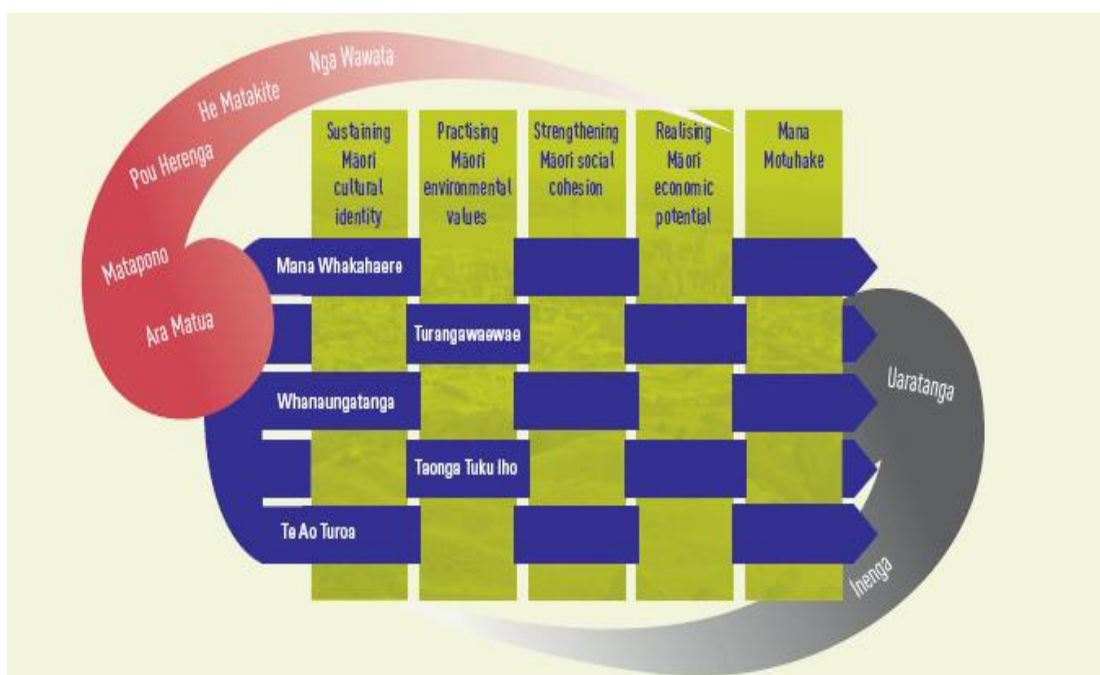 Nga Wawata
He Matakite
Pou Herenga
Matapono
Ara Matua
Sustaining
Māori
cultural
identity
Practising
Māori
environmental
values
Strengthening
Māori social
cohesion
Realising
Māori
economic
potential
Mana
Motuhake
Mana Whakahaere
Turangawaewae
Whanaungatanga
Taonga Tuku Iho
Te Ao Turoa
Uaratanga
Inenga